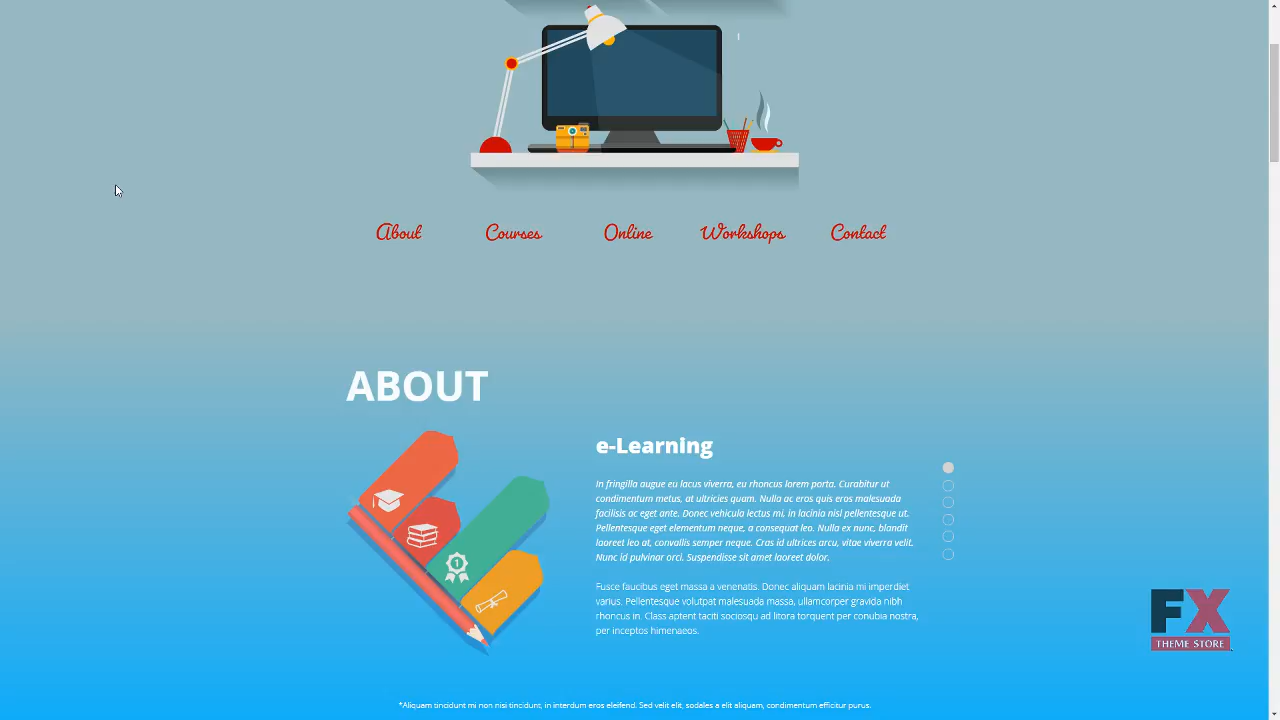 About Courses Online Workshops Contact
ABOUT
e-Learning
In fringilla augue eu lacus viverra, eu rhoncus lorem porta. Curabitur ut
condimentum metus, at ultricies quam. Nulla ac eros quis eros malesuada
facilisis ac eget ante. Donec vehicula lectus mi, in lacinia nisl pellentesque ut.
Pellentesque eget elementum neque, a consequat leo. Nulla ex nunc, blandit
laoreet leo at, convallis semper neque. Cras id ultrices arcu, vitae viverra velit.
Nunc id pulvinar orci. Suspendisse sit amet laoreet dolor.
1
Fusce faucibus eget massa a venenatis. Donec aliquam lacinia mi imperdiet
varius. Pellentesque volutpat malesuada massa, ullamcorper gravida nibh
rhoncus in. Class aptent taciti sociosqu ad litora torquent per conubia nostra,
per inceptos himenaeos.
FX
THEME STORE
*Aliquam tincidunt mi non nisi tincidunt, in interdum eros eleifend. Sed velit elit, sodales a elit aliquam, condimentum efficitur purus.